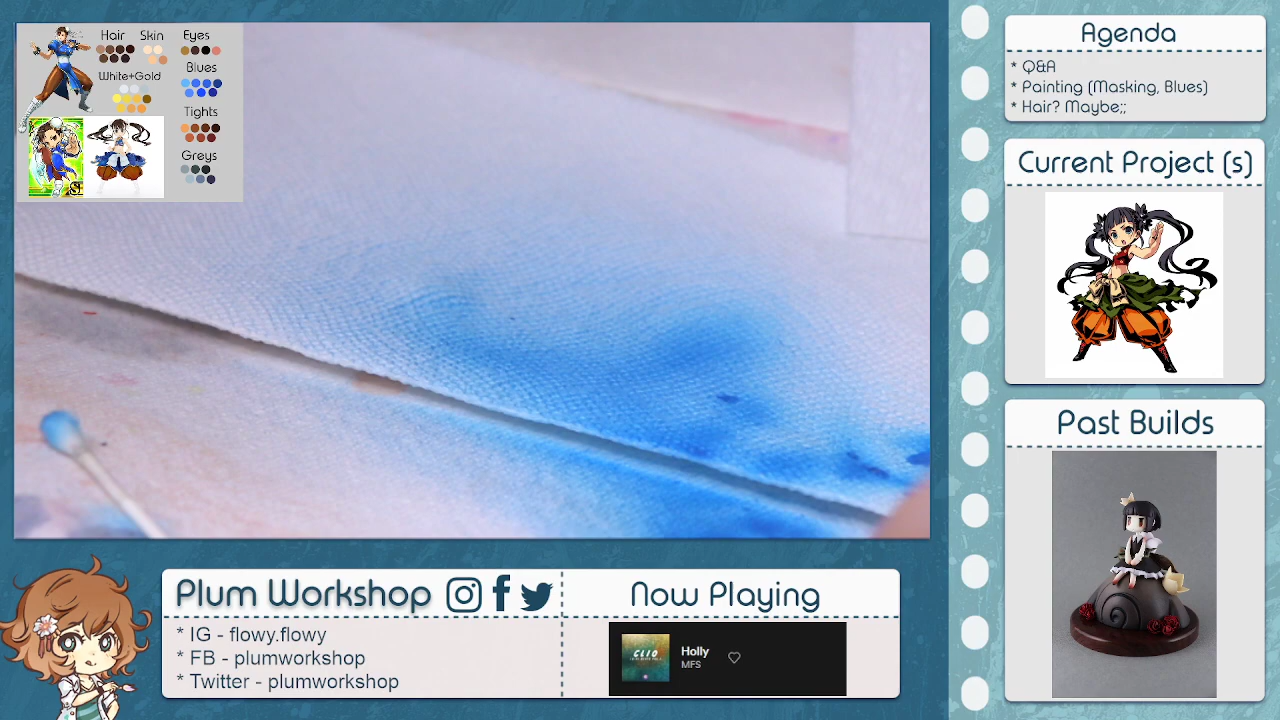 Hair Skin Eyes
White+Gold
Blues
Tights
Greys
Agenda
* Q&A
* Painting (Masking, Blues)
* Hair? Maybe;;
Current Project (s)
Past Builds
Plum Workshop
* IG - flowy.flowy
* FB - plumworkshop
* Twitter - plumworkshop
Now Playing
CLIO
Holly
MFS